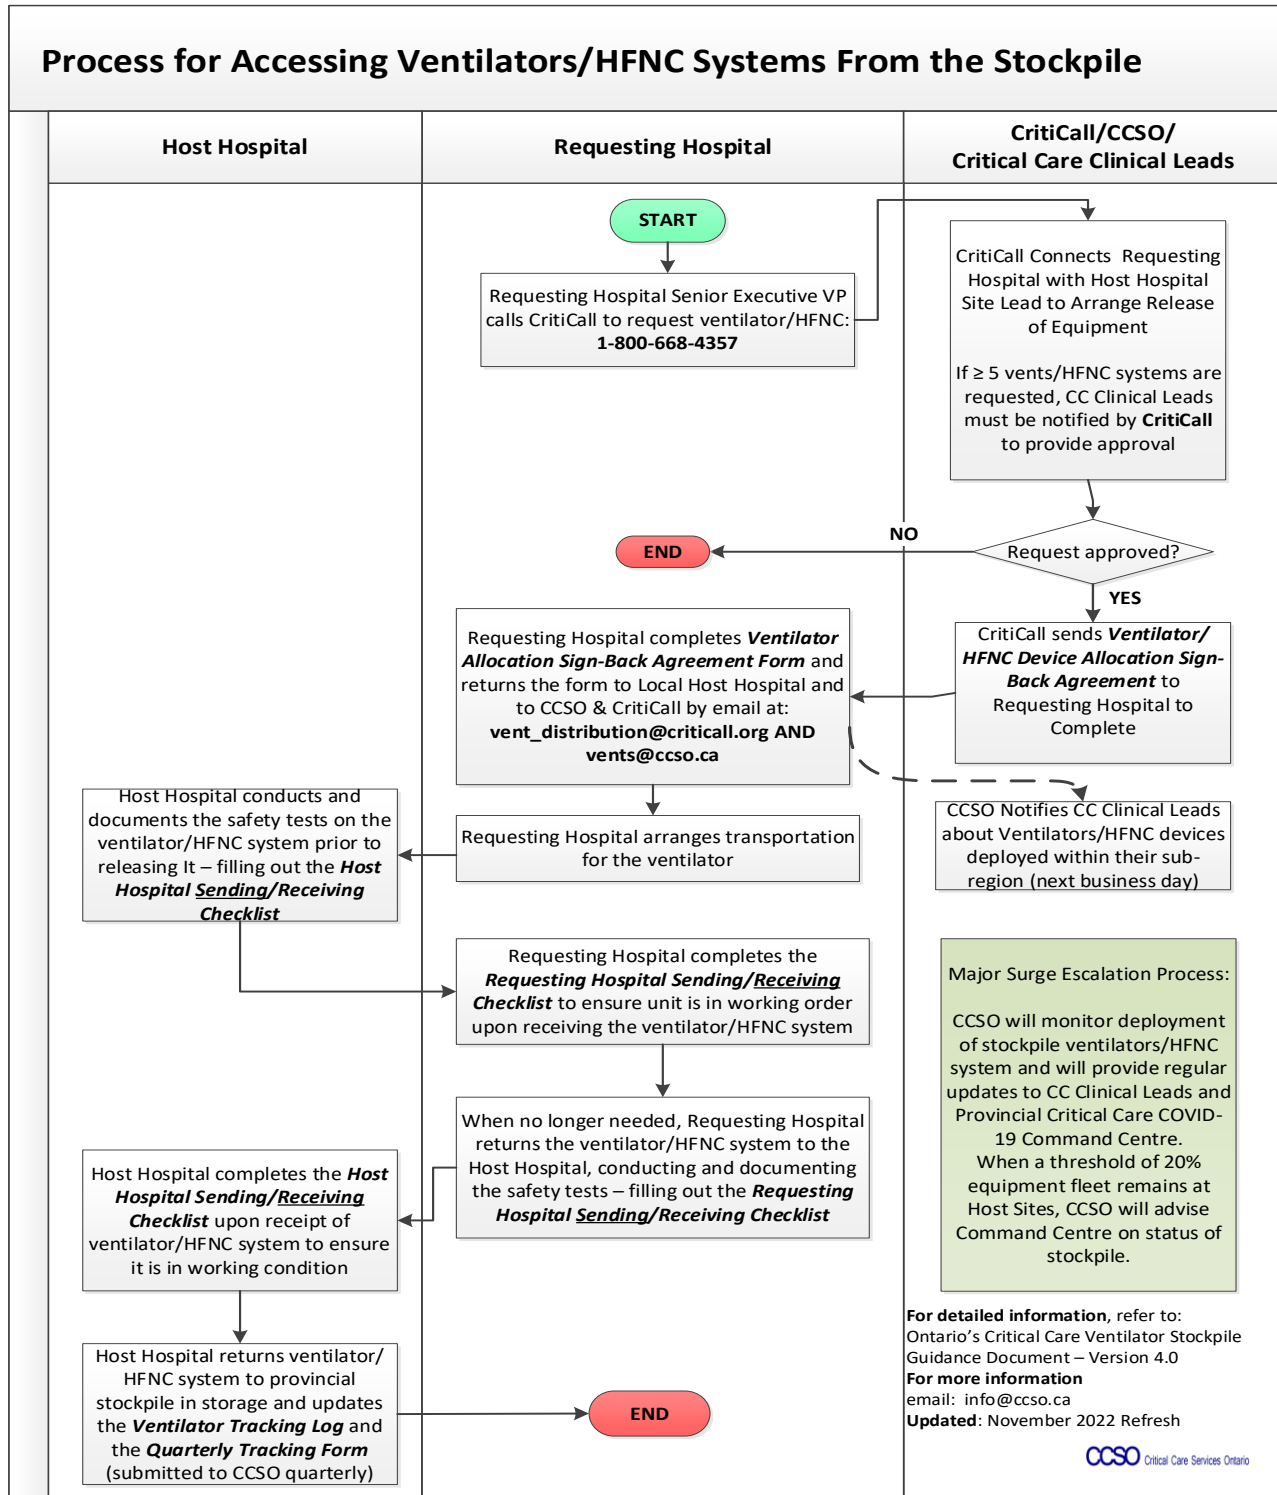 Process for Accessing Ventilators/HFNC Systems From the Stockpile
Host Hospital
Requesting Hospital
CritiCall/CCSO/
Critical Care Clinical Leads
START
Requesting Hospital Senior Executive VP
calls CritiCall to request ventilator/HFNC:
1-800-668-4357
CritiCall Connects Requesting
Hospital with Host Hospital
Site Lead to Arrange Release
of Equipment
If ≥ 5 vents/HFNC systems are
requested, CC Clinical Leads
must be notified by CritiCall
to provide approval
Request approved?
NO
END
YES
CritiCall sends Ventilator/
HFNC Device Allocation Sign-
Back Agreement to
Requesting Hospital to
Complete
Requesting Hospital completes Ventilator
Allocation Sign-Back Agreement Form and
returns the form to Local Host Hospital and
to CCSO & CritiCall by email at:
vent_distribution@criticall.org AND
vents@ccso.ca
CCSO Notifies CC Clinical Leads
about Ventilators/HFNC devices
deployed within their sub-
region (next business day)
Requesting Hospital arranges transportation
for the ventilator
Host Hospital conducts and
documents the safety tests on the
ventilator/HFNC system prior to
releasing It – filling out the Host
Hospital Sending/Receiving
Checklist
Requesting Hospital completes the
Requesting Hospital Sending/Receiving
Checklist to ensure unit is in working order
upon receiving the ventilator/HFNC system
When no longer needed, Requesting Hospital
returns the ventilator/HFNC system to the
Host Hospital, conducting and documenting
the safety tests – filling out the Requesting
Hospital Sending/Receiving Checklist
Host Hospital completes the Host
Hospital Sending/Receiving
Checklist upon receipt of
ventilator/HFNC system to ensure
it is in working condition
Host Hospital returns ventilator/
HFNC system to provincial
stockpile in storage and updates
the Ventilator Tracking Log and
the Quarterly Tracking Form
(submitted to CCSO quarterly)
END
Major Surge Escalation Process:
CCSO will monitor deployment
of stockpile ventilators/HFNC
system and will provide regular
updates to CC Clinical Leads and
Provincial Critical Care COVID-
19 Command Centre.
When a threshold of 20%
equipment fleet remains at
Host Sites, CCSO will advise
Command Centre on status of
stockpile.
For detailed information, refer to:
Ontario's Critical Care Ventilator Stockpile
Guidance Document – Version 4.0
For more information
email: info@ccso.ca
Updated: November 2022 Refresh
CCSO Critical Care Services Ontario